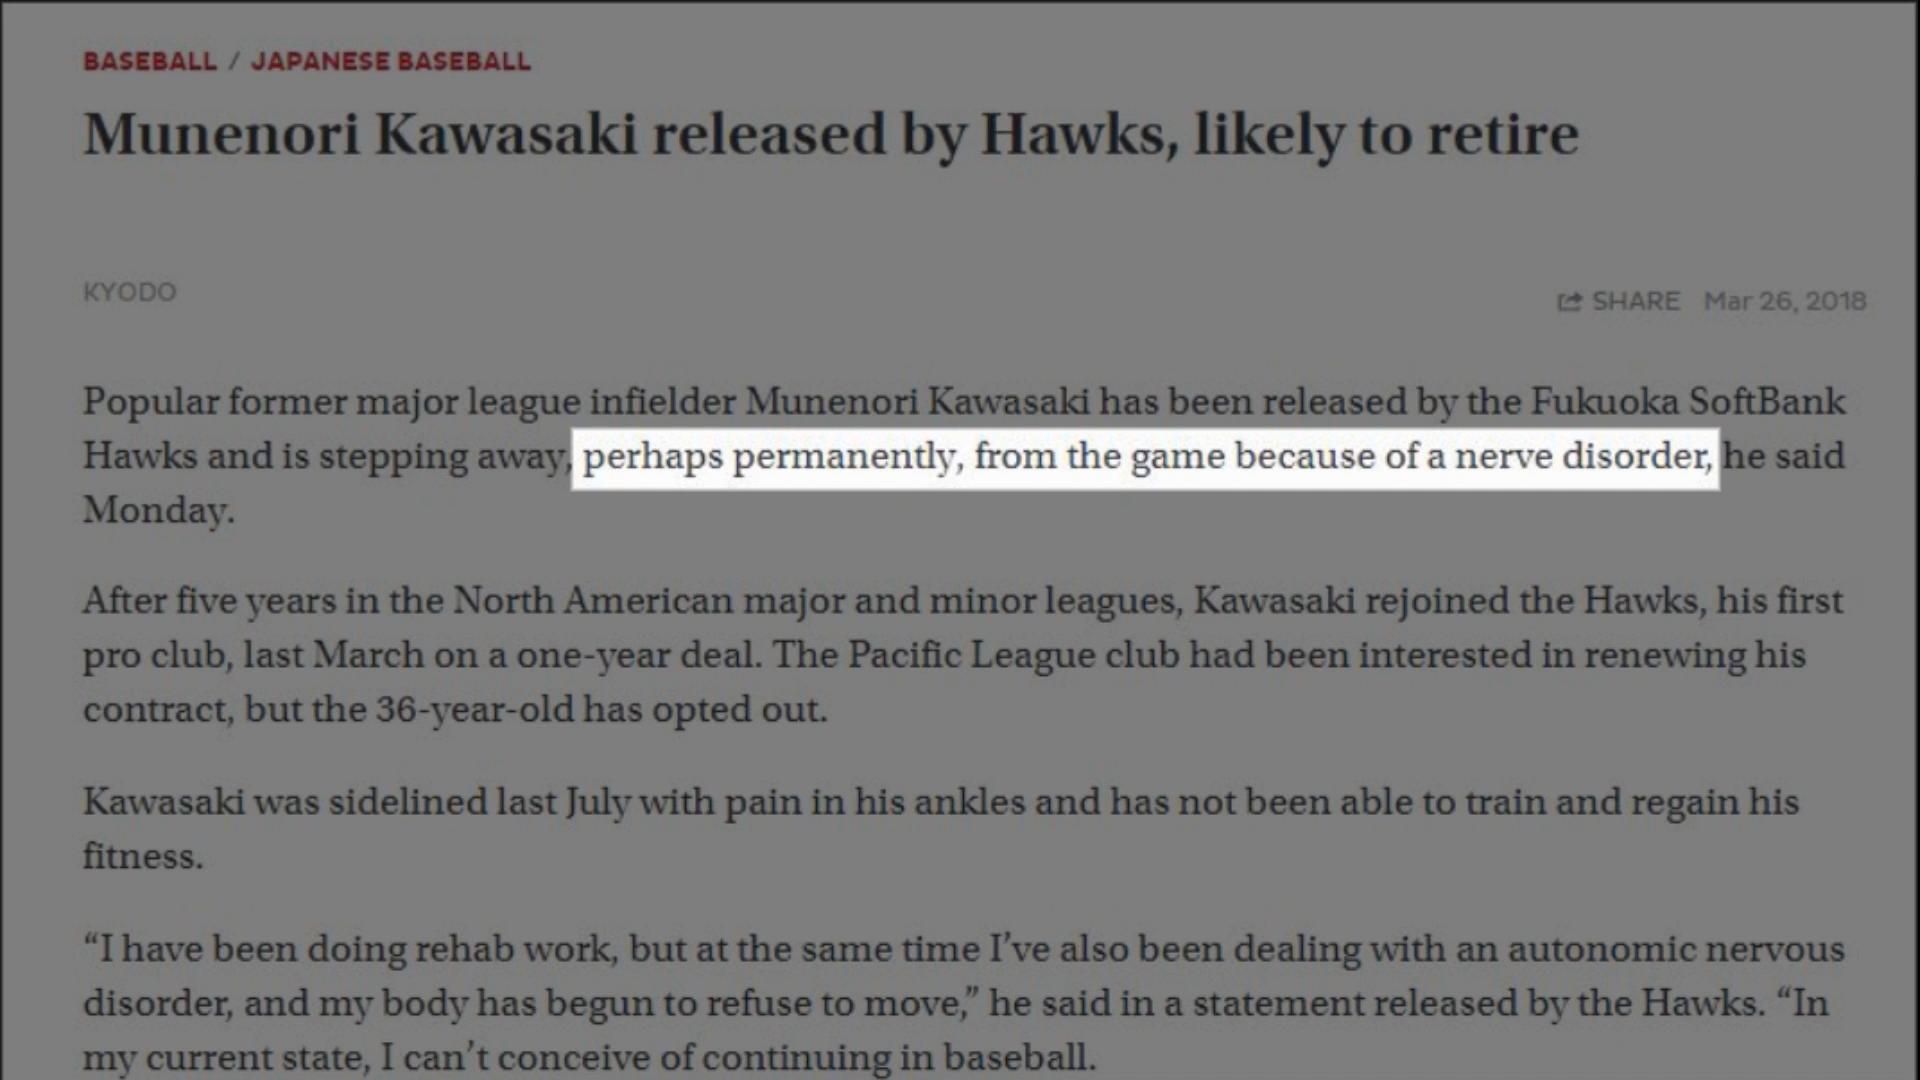 BASEBALL / JAPANESE BASEBALL
Munenori Kawasaki released by Hawks, likely to retire
KYODO
SHARE Mar 26, 2018
Popular former major league infielder Munenori Kawasaki has been released by the Fukuoka SoftBank
Hawks and is stepping away, perhaps permanently, from the game because of a nerve disorder, he said
Monday.
After five years in the North American major and minor leagues, Kawasaki rejoined the Hawks, his first
pro club, last March on a one-year deal. The Pacific League club had been interested in renewing his
contract, but the 36-year-old has opted out.
Kawasaki was sidelined last July with pain in his ankles and has not been able to train and regain his
fitness.
“I have been doing rehab work, but at the same time I’ve also been dealing with an autonomic nervous
disorder, and my body has begun to refuse to move,” he said in a statement released by the Hawks. “In
my current state, I can’t conceive of continuing in baseball.